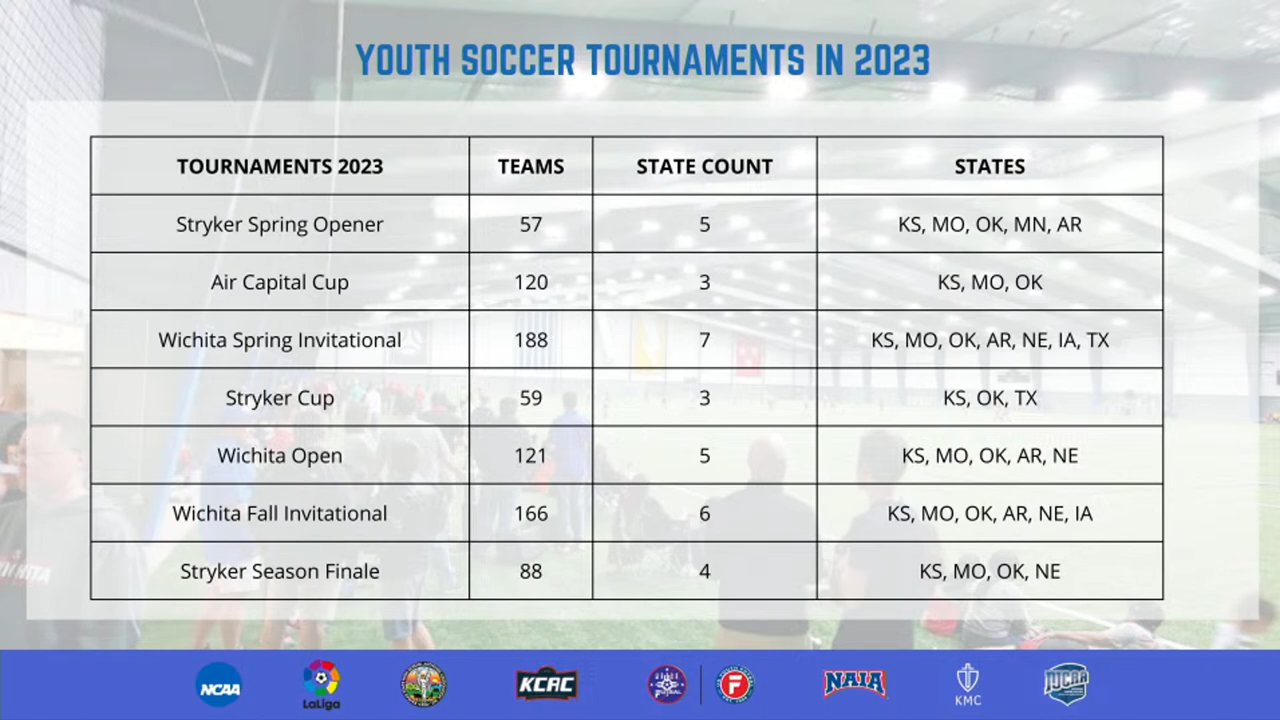 YOUTH SOCCER TOURNAMENTS IN 2023
TOURNAMENTS 2023 TEAMS STATE COUNT STATES
Stryker Spring Opener 57 5 KS, MO, OK, MN, AR
Air Capital Cup 120 3 KS, MO, OK
Wichita Spring Invitational 188 7 KS, MO, OK, AR, NE, IA, TX
Stryker Cup 59 3 KS, OK, TX
Wichita Open 121 5 KS, MO, OK, AR, NE
Wichita Fall Invitational 166 6 KS, MO, OK, AR, NE, IA
Stryker Season Finale 88 4 KS, MO, OK, NE
NCAA LaLiga KCAC FUTSAL F NAIA KMC NJCAA